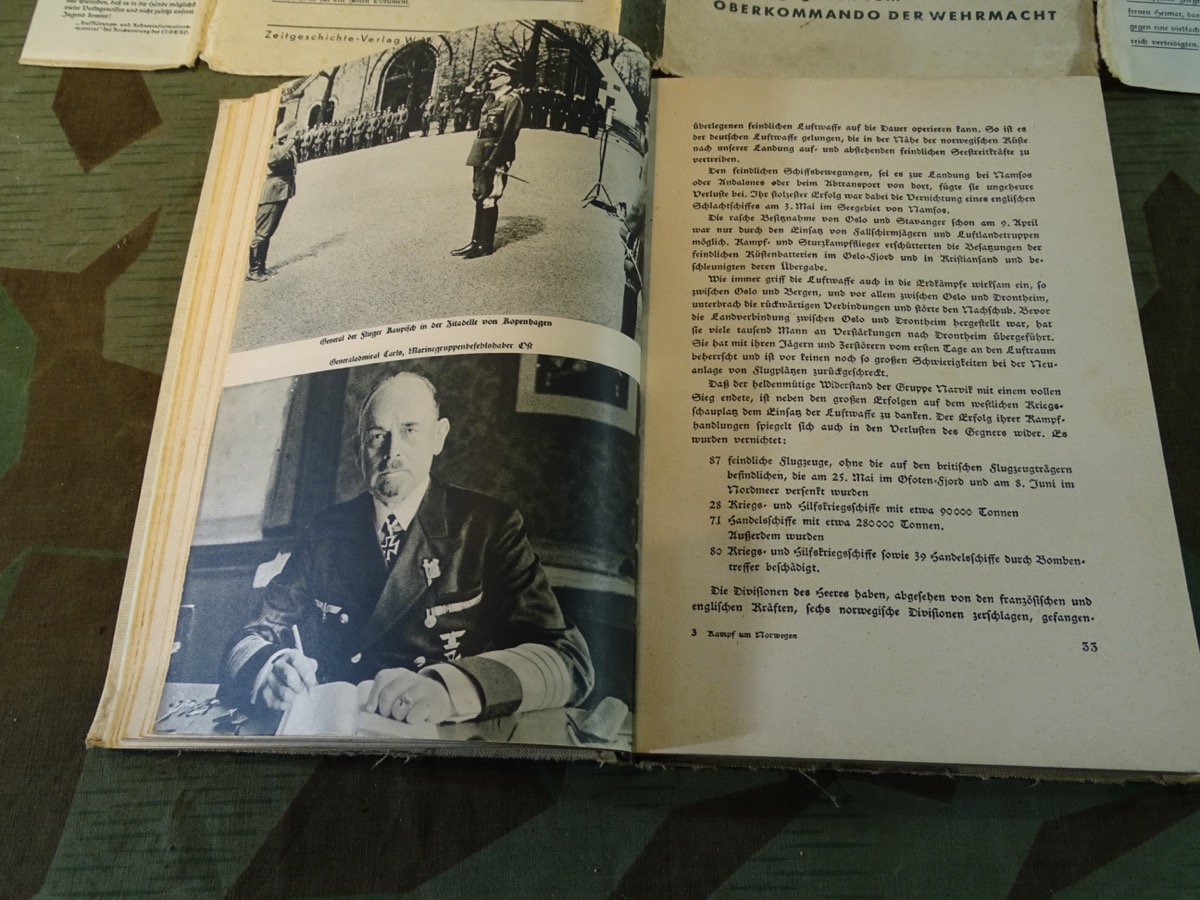 vieler Volksgenossen und nicht zuletzt unserer
Jugend kommt!"
Zeitgeschichte-Verlag W
OBERKOMMANDO DER WEHRMACHT
fernen Heimat,
gegen eine vielfach
reich verteidigten.
General der Flieger Kaupisch in der Zitadelle von Kopenhagen
Generaladmiral Carls, Marinegruppenbefehlshaber Ost
überlegenen feindlichen Luftwaffe auf die Dauer operieren kann. So ist es
der deutschen Luftwaffe gelungen, die in der Nähe der norwegischen Küste
nach unserer Landung auf- und abstehenden feindlichen Seestreitkräfte zu
vertreiben.
Den feindlichen Schiffsbewegungen, sei es zur Landung bei Namsos
oder Andalsnes oder beim Abtransport von dort, fügte sie ungeheure
Verluste bei. Ihr stolzester Erfolg war dabei die Vernichtung eines englischen
Schlachtschiffes am 3. Mai im Seegebiet von Namsos.
Die rasche Besitznahme von Oslo und Stavanger schon am 9. April
war nur durch den Einsatz von Fallschirmjägern und Luftlandetruppen
möglich. Kampf- und Sturzkampfflieger erschütterten die Besatzungen der
feindlichen Küstenbatterien im Oslo-Fjord und in Kristiansand und be-
schleunigten deren Übergabe.
Wie immer griff die Luftwaffe auch in die Erdkämpfe wirksam ein, so
zwischen Oslo und Bergen, und vor allem zwischen Oslo und Drontheim,
unterbrach die rückwärtigen Verbindungen und störte den Nachschub. Bevor
die Landverbindung zwischen Oslo und Drontheim hergestellt war, hat
sie viele tausend Mann an Verstärkungen nach Drontheim übergeführt.
Sie hat mit ihren Jägern und Zerstörern vom ersten Tage an den Luftraum
beherrscht und ist vor keinen noch so großen Schwierigkeiten bei der Neu-
anlage von Flugplätzen zurückgeschreckt.
Daß der heldenmütige Widerstand der Gruppe Narvik mit einem vollen
Sieg endete, ist neben den großen Erfolgen auf dem westlichen Kriegs-
schauplatz dem Einsatz der Luftwaffe zu danken. Der Erfolg ihrer Kampf-
handlungen spiegelt sich auch in den Verlusten des Gegners wider. Es
wurden vernichtet:
87 feindliche Flugzeuge, ohne die auf den britischen Flugzeugträgern
befindlichen, die am 25. Mai im Ofoten-Fjord und am 8. Juni im
Nordmeer versenkt wurden
28 Kriegs- und Hilfskriegsschiffe mit etwa 90000 Tonnen
71 Handelsschiffe mit etwa 280000 Tonnen.
Außerdem wurden
80 Kriegs- und Hilfskriegsschiffe sowie 39 Handelsschiffe durch Bomben-
treffer beschädigt.
Die Divisionen des Heeres haben, abgesehen von den französischen und
englischen Kräften, sechs norwegische Divisionen zerschlagen, gefangen-
3 Kampf um Norwegen
33